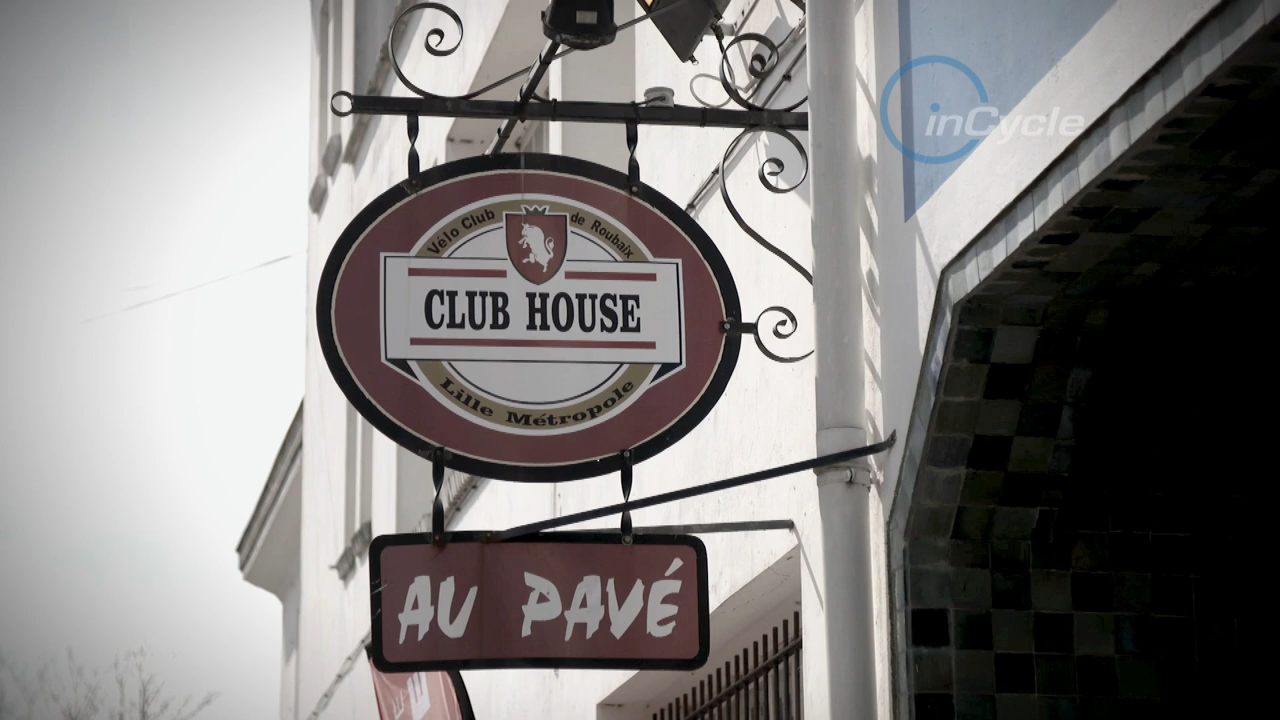 inCycle
Vélo Club de Roubaix
CLUB HOUSE
Lille Métropole
AU PAVÉ